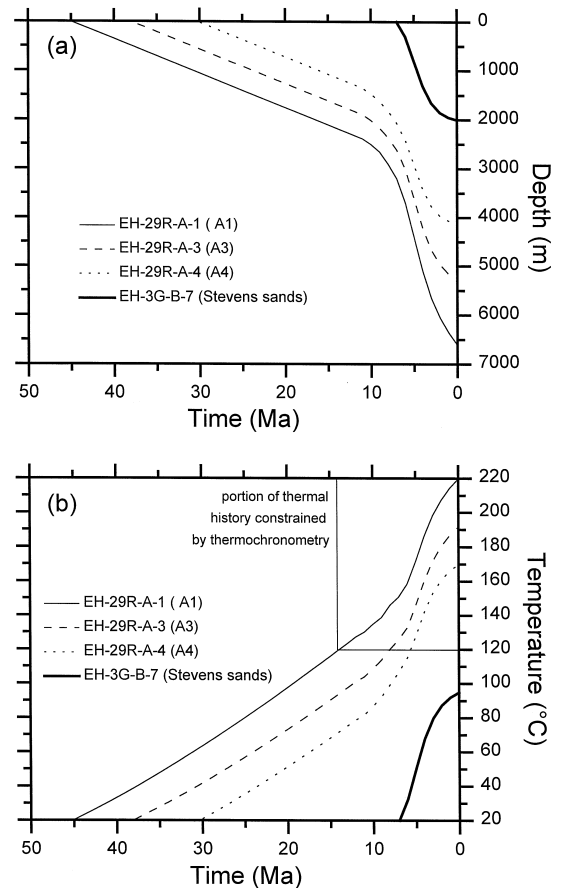 (a)
0
1000
2000
3000
4000
5000
6000
7000
Depth (m)
EH-29R-A-1 ( A1)
EH-29R-A-3 (A3)
EH-29R-A-4 (A4)
EH-3G-B-7 (Stevens sands)
50 40 30 20 10 0
Time (Ma)
(b)
portion of thermal
history constrained
by thermochronometry
220
200
180
160
140
120
100
80
60
40
20
Temperature (°C)
EH-29R-A-1 ( A1)
EH-29R-A-3 (A3)
EH-29R-A-4 (A4)
EH-3G-B-7 (Stevens sands)
50 40 30 20 10 0
Time (Ma)